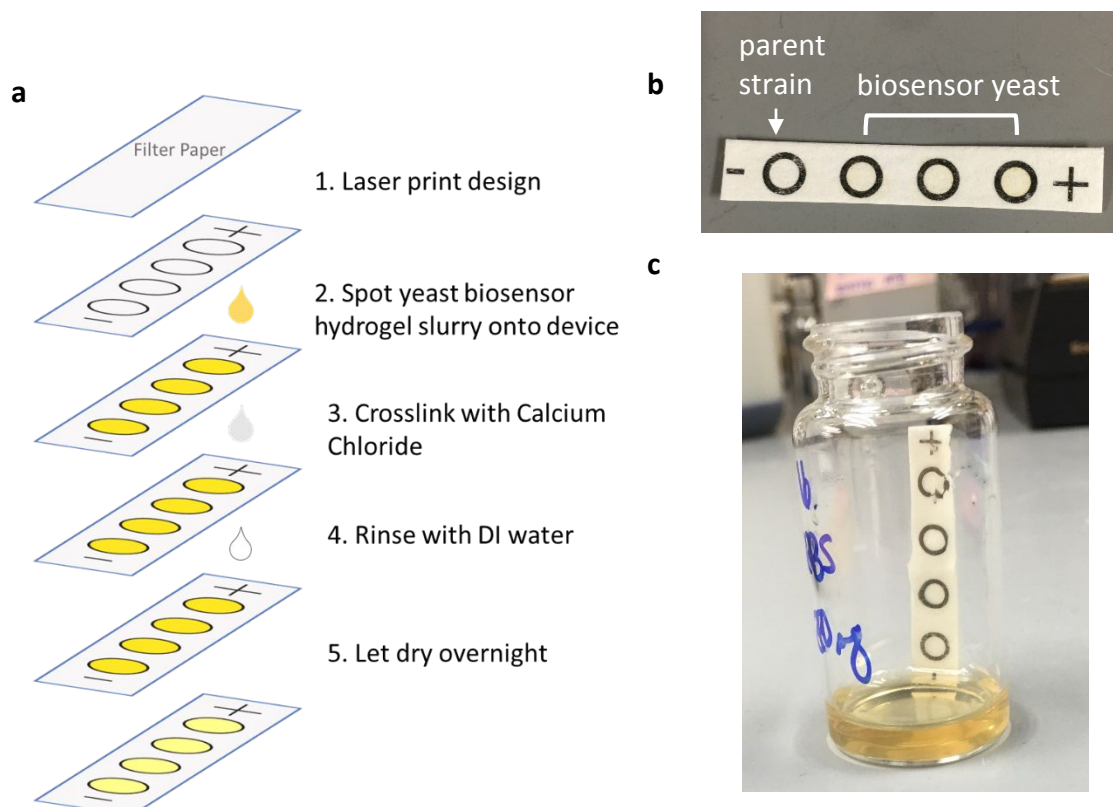 a
Filter Paper
1. Laser print design
2. Spot yeast biosensor
hydrogel slurry onto device
3. Crosslink with Calcium
Chloride
4. Rinse with DI water
5. Let dry overnight
b
parent
strain
biosensor yeast
- +
c
+
-